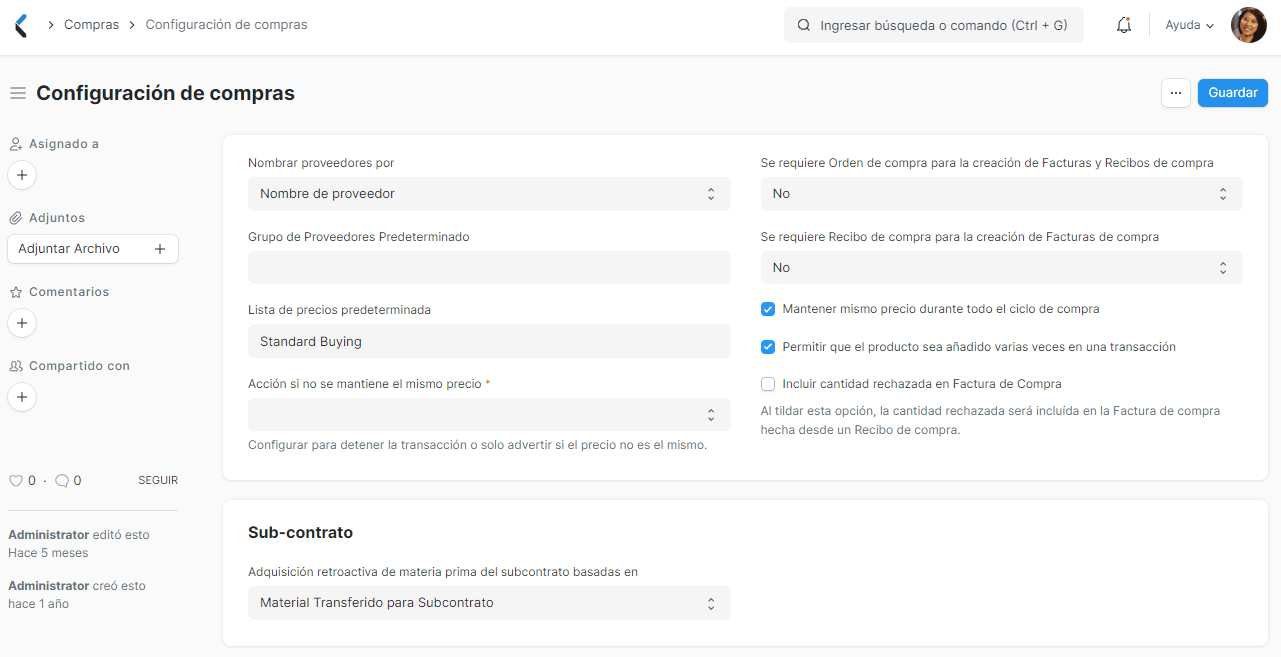 Compras
Configuración de compras
Ingresar búsqueda o comando (Ctrl + G)
Ayuda
Configuración de compras
···
Guardar
Asignado a
Adjuntos
Adjuntar Archivo
Comentarios
Compartido con
0 · 0 SEGUIR
Administrator editó esto
Hace 5 meses
Administrator creó esto
hace 1 año
Nombrar proveedores por
Nombre de proveedor
Grupo de Proveedores Predeterminado
Lista de precios predeterminada
Standard Buying
Acción si no se mantiene el mismo precio *
Configurar para detener la transacción o solo advertir si el precio no es el mismo.
Se requiere Orden de compra para la creación de Facturas y Recibos de compra
No
Se requiere Recibo de compra para la creación de Facturas de compra
No
Mantener mismo precio durante todo el ciclo de compra
Permitir que el producto sea añadido varias veces en una transacción
Incluir cantidad rechazada en Factura de Compra
Al tildar esta opción, la cantidad rechazada será incluída en la Factura de compra
hecha desde un Recibo de compra.
Sub-contrato
Adquisición retroactiva de materia prima del subcontrato basadas en
Material Transferido para Subcontrato